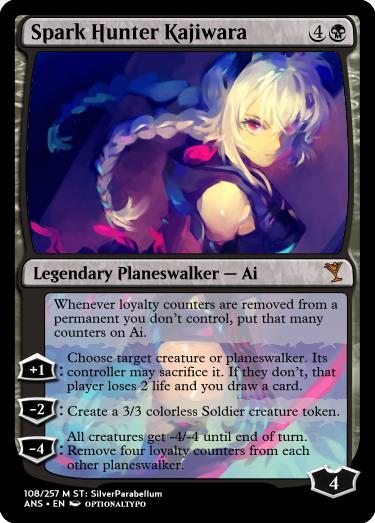 Spark Hunter Kajiwara 4
Legendary Planeswalker — Ai
Whenever loyalty counters are removed from a
permanent you don't control, put that many
counters on Ai.
+1: Choose target creature or planeswalker. Its
controller may sacrifice it. If they don't, that
player loses 2 life and you draw a card.
-2: Create a 3/3 colorless Soldier creature token.
All creatures get -4/-4 until end of turn.
-4: Remove four loyalty counters from each
other planeswalker.
4
108/257 M ST: SilverParabellum
ANS • EN OPTIONALTYPO